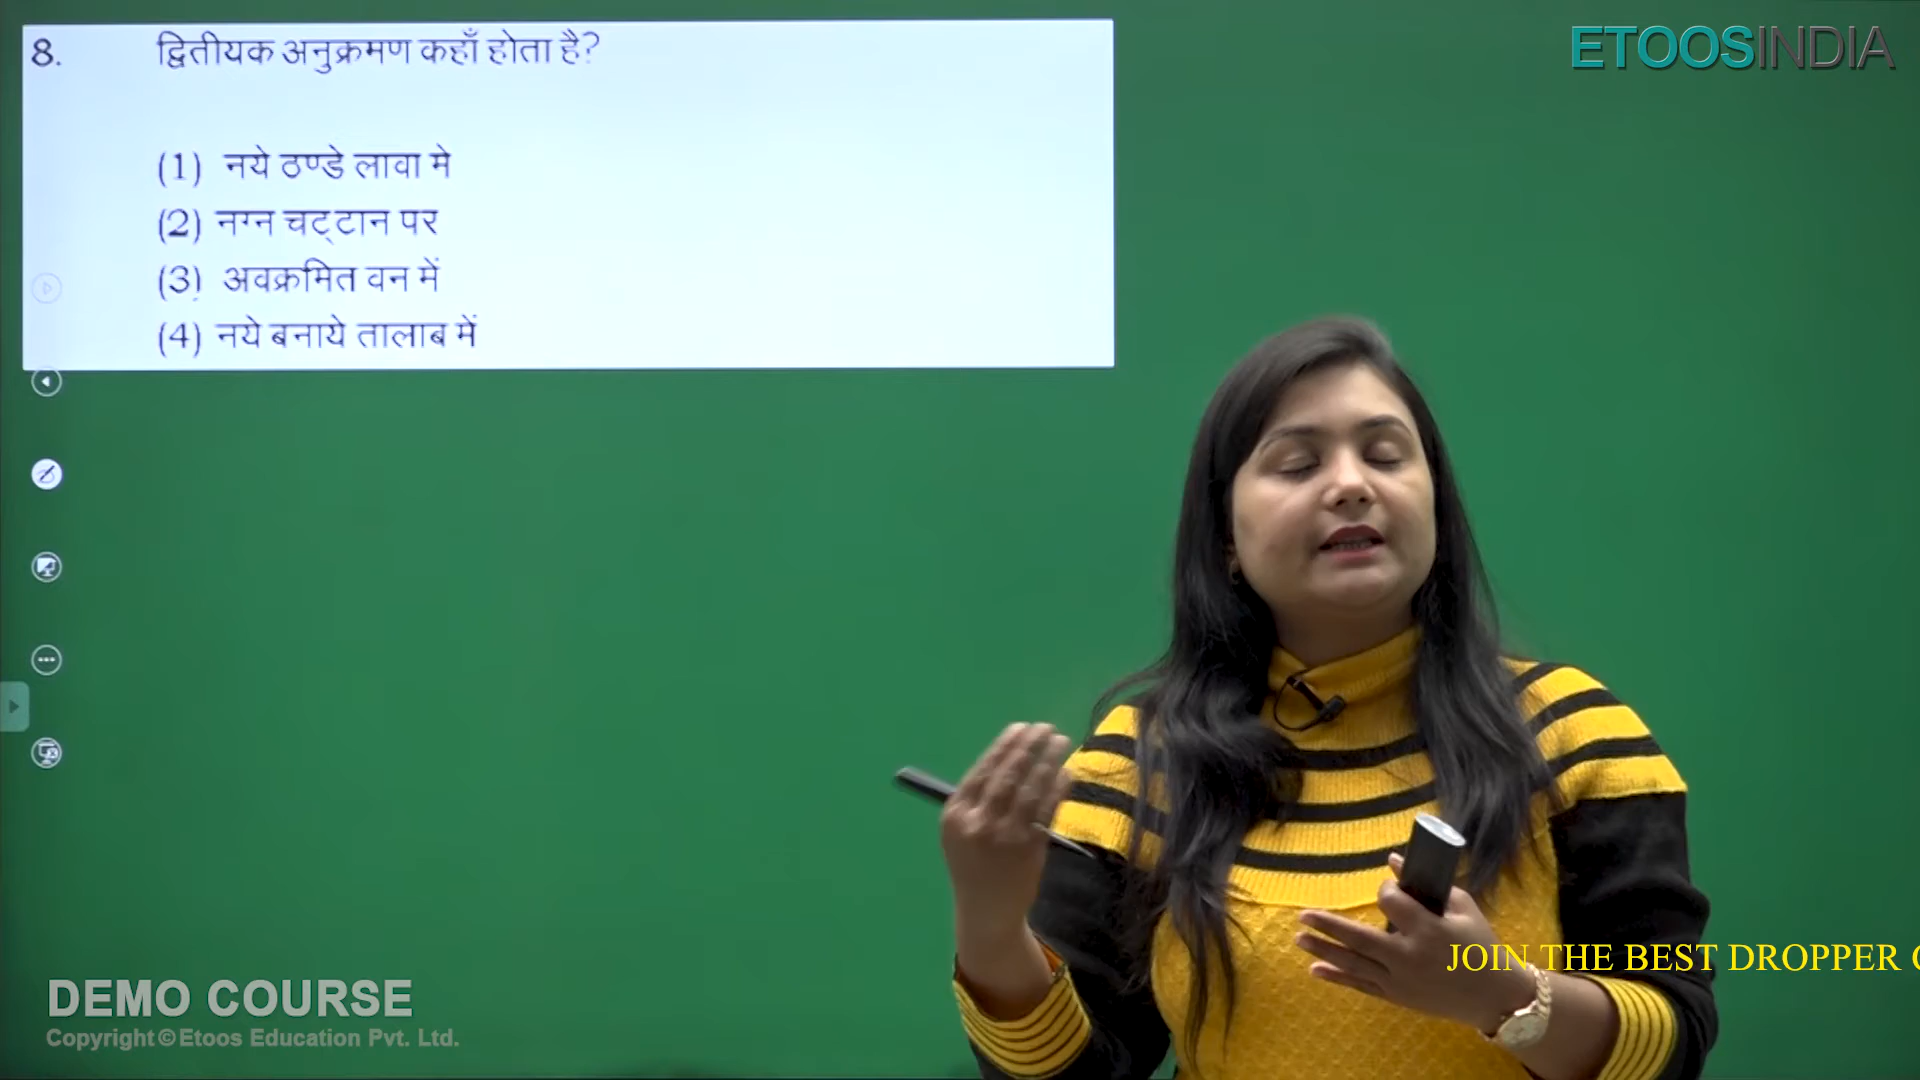 ETOOSINDIA
8. द्वितीयक अनुक्रमण कहाँ होता है?
(1) नये ठण्डे लावा मे
(2) नग्न चट्टान पर
(3) अवक्रमित वन में
(4) नये बनाये तालाब में
JOIN THE BEST DROPPER
DEMO COURSE
Copyright © Etoos Education Pvt. Ltd.